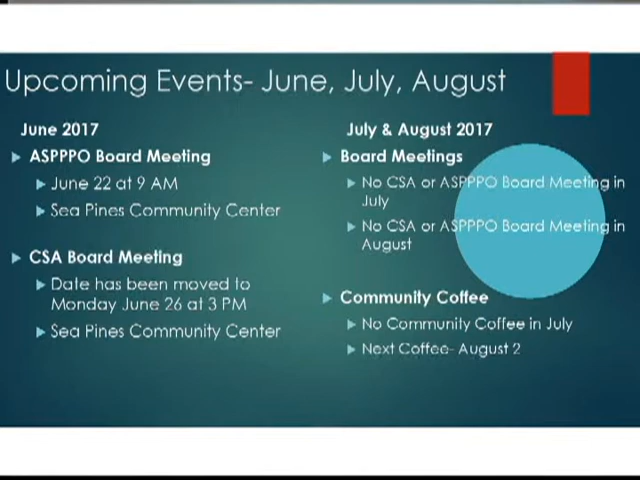 Upcoming Events- June, July, August
June 2017
ASPPPO Board Meeting
June 22 at 9 AM
Sea Pines Community Center
CSA Board Meeting
Date has been moved to
Monday June 26 at 3 PM
Sea Pines Community Center
July & August 2017
Board Meetings
No CSA or ASPPPO Board Meeting in
July
No CSA or ASPPPO Board Meeting in
August
Community Coffee
No Community Coffee in July
Next Coffee- August 2